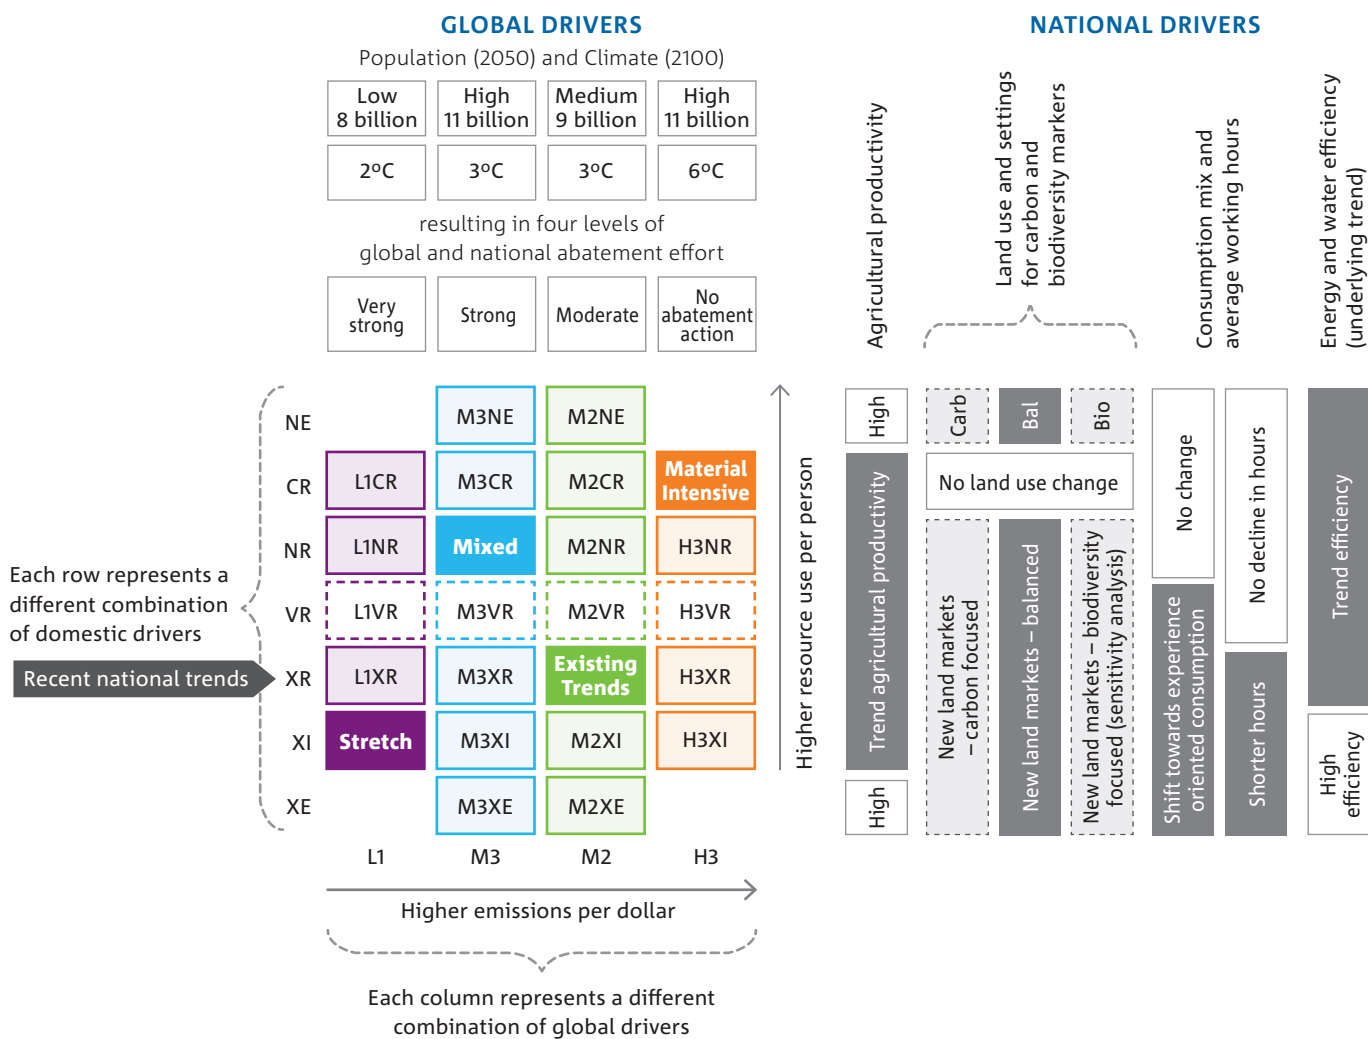 GLOBAL DRIVERS
Population (2050) and Climate (2100)
Low
8 billion
High
11 billion
Medium
9 billion
High
11 billion
2ºC
3ºC
3ºC
6ºC
resulting in four levels of
global and national abatement effort
Very
strong
Strong
Moderate
No
abatement
action
NE
M3NE
M2NE
CR
L1CR
M3CR
M2CR
Material
Intensive
NR
L1NR
Mixed
M2NR
H3NR
VR
L1VR
M3VR
M2VR
H3VR
XR
L1XR
M3XR
Existing
Trends
H3XR
XI
Stretch
M3XI
M2XI
H3XI
XE
M3XE
M2XE
L1
M3
M2
H3
Higher emissions per dollar
Each column represents a different
combination of global drivers
Each row represents a
different combination
of domestic drivers
Recent national trends
Higher resource use per person
NATIONAL DRIVERS
Agricultural productivity
Land use and settings
for carbon and
biodiversity markers
Consumption mix and
average working hours
Energy and water efficiency
(underlying trend)
High
Trend agricultural productivity
High
Carb
Bal
Bio
No land use change
New land markets
– carbon focused
New land markets – balanced
New land markets – biodiversity
focused (sensitivity analysis)
No change
Shift towards experience
oriented consumption
No decline in hours
Shorter hours
Trend efficiency
High
efficiency